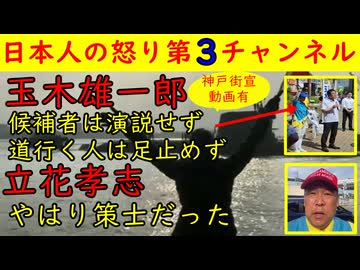 日本人の怒り第3チャンネル
玉木雄一郎
神戸街宣
動画有
候補者は演説せず
道行く人は足止めず
立花孝志
やはり策士だった